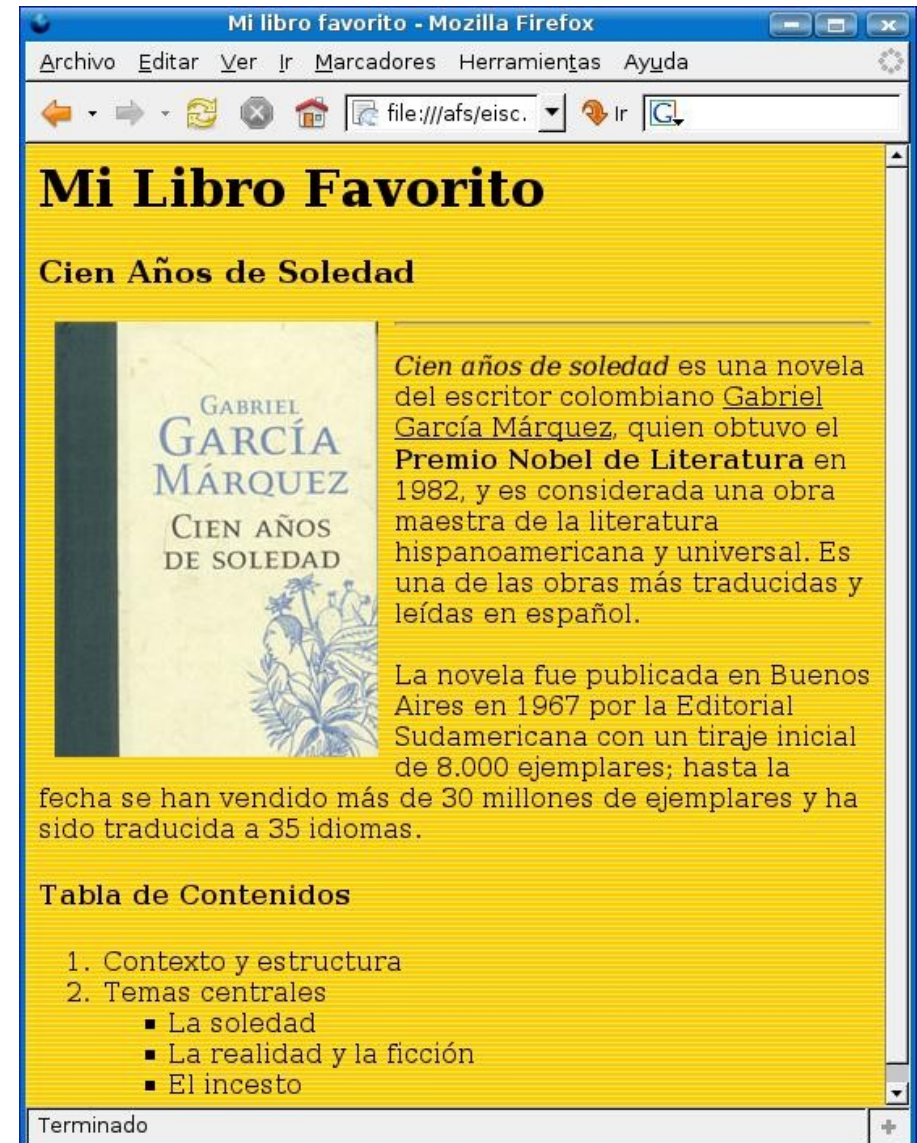 Mi libro favorito - Mozilla Firefox
Archivo Editar Ver Ir Marcadores Herramientas Ayuda
file:///afs/eisc. Ir G
Mi Libro Favorito
Cien Años de Soledad
GABRIEL
GARCÍA
MÁRQUEZ
CIEN AÑOS
DE SOLEDAD
Cien años de soledad es una novela
del escritor colombiano Gabriel
García Márquez, quien obtuvo el
Premio Nobel de Literatura en
1982, y es considerada una obra
maestra de la literatura
hispanoamericana y universal. Es
una de las obras más traducidas y
leídas en español.
La novela fue publicada en Buenos
Aires en 1967 por la Editorial
Sudamericana con un tiraje inicial
de 8.000 ejemplares; hasta la
fecha se han vendido más de 30 millones de ejemplares y ha
sido traducida a 35 idiomas.
Tabla de Contenidos
1. Contexto y estructura
2. Temas centrales
▪ La soledad
▪ La realidad y la ficción
▪ El incesto
Terminado